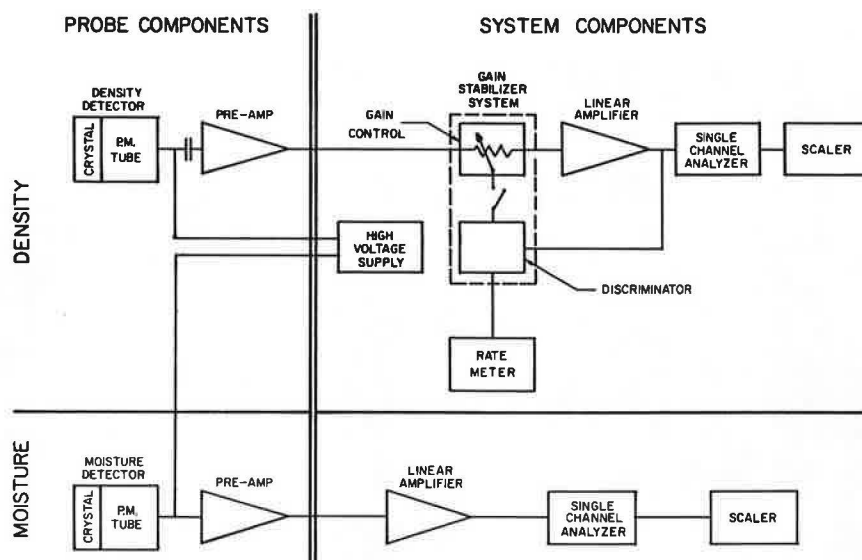 PROBE COMPONENTS
SYSTEM COMPONENTS
DENSITY
DENSITY
DETECTOR
CRYSTAL
P.M.
TUBE
PRE-AMP
GAIN
CONTROL
GAIN
STABILIZER
SYSTEM
LINEAR
AMPLIFIER
SINGLE
CHANNEL
ANALYZER
SCALER
HIGH
VOLTAGE
SUPPLY
DISCRIMINATOR
RATE
METER
MOISTURE
MOISTURE
DETECTOR
CRYSTAL
P.M.
TUBE
PRE-AMP
LINEAR
AMPLIFIER
SINGLE
CHANNEL
ANALYZER
SCALER